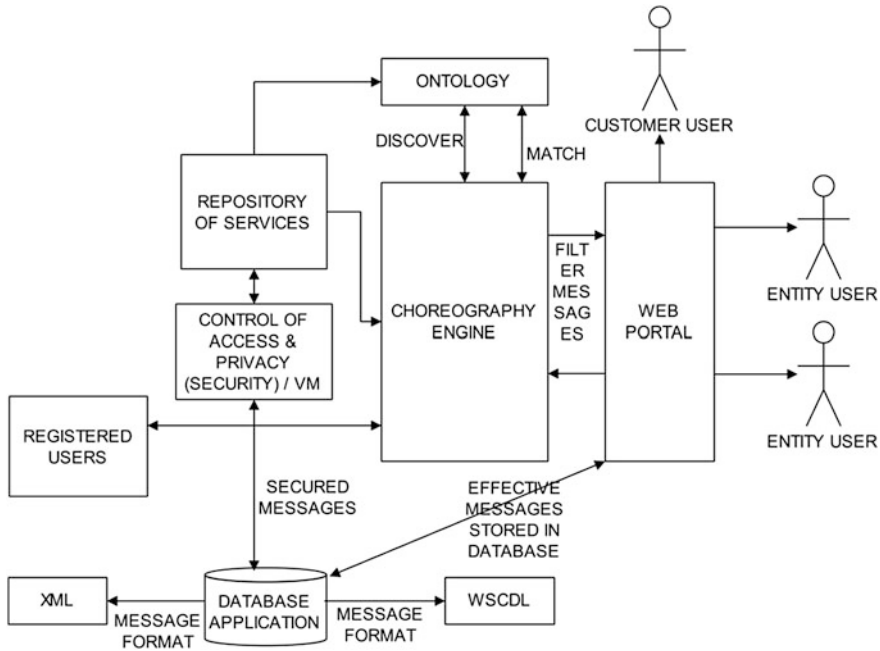 ONTOLOGY
CUSTOMER USER
DISCOVER
MATCH
REPOSITORY
OF SERVICES
ENTITY USER
CHOREOGRAPHY
ENGINE
FILT
ER
MES
SAG
ES
WEB
PORTAL
CONTROL OF
ACCESS &
PRIVACY
(SECURITY) / VM
ENTITY USER
REGISTERED
USERS
SECURED
MESSAGES
EFFECTIVE
MESSAGES
STORED IN
DATABASE
XML
MESSAGE
FORMAT
DATABASE
APPLICATION
MESSAGE
FORMAT
WSCDL